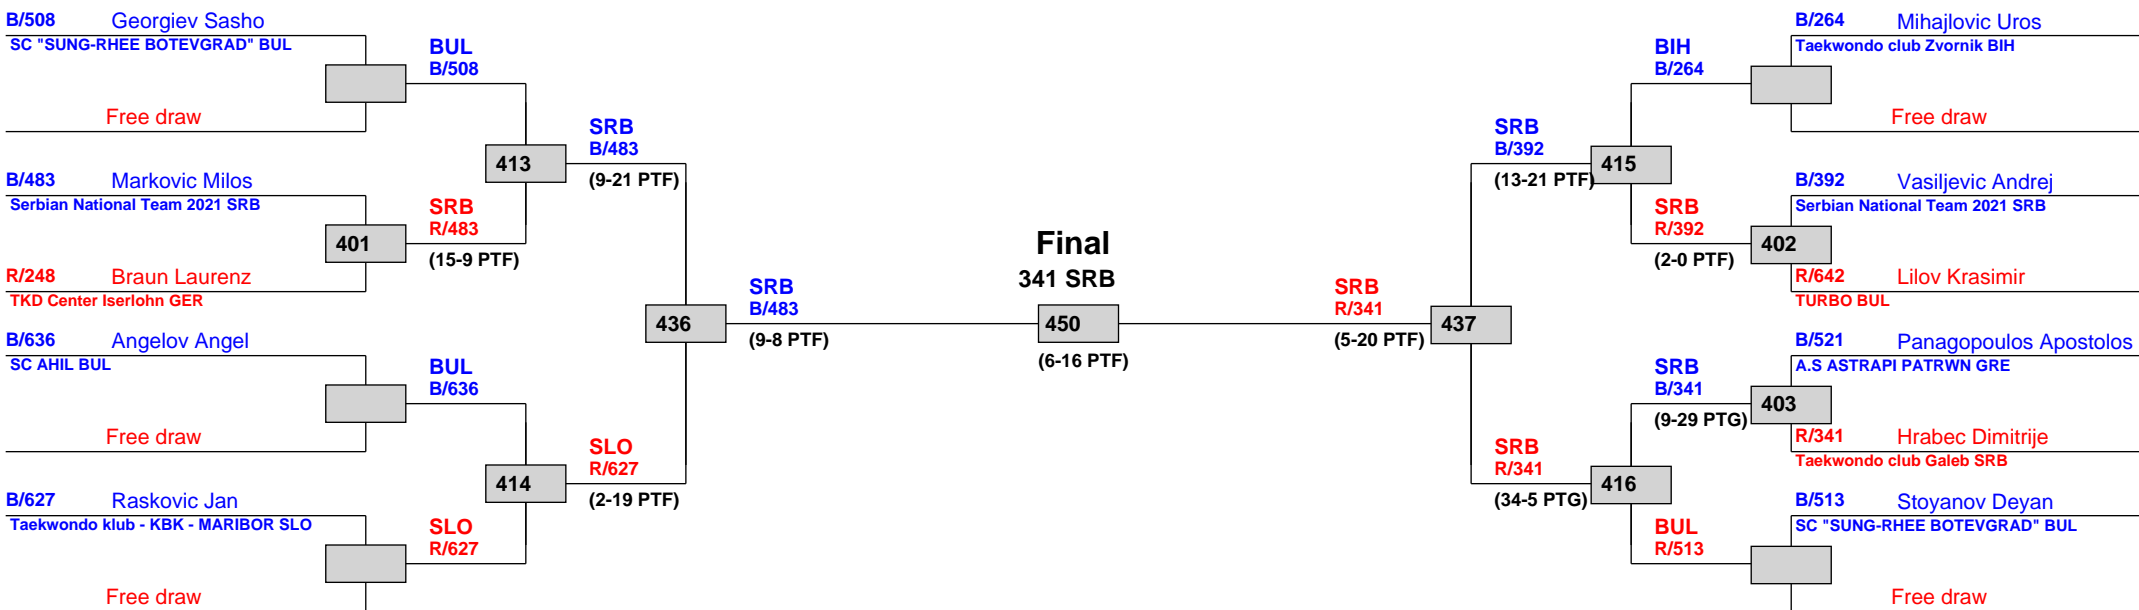 B/508 Georgiev Sasho
SC "SUNG-RHEE BOTEVGRAD" BUL
Free draw
B/483 Markovic Milos
Serbian National Team 2021 SRB
401
R/248 Braun Laurenz
TKD Center Iserlohn GER
B/636 Angelov Angel
SC AHIL BUL
Free draw
B/627 Raskovic Jan
Taekwondo klub - KBK - MARIBOR SLO
Free draw
BUL
B/508
413
SRB
R/483
(15-9 PTF)
BUL
B/636
414
SLO
R/627
SRB
B/483
(9-21 PTF)
436
SLO
R/627
(2-19 PTF)
SRB
B/483
(9-8 PTF)
Final
341 SRB
450
(6-16 PTF)
SRB
R/341
(5-20 PTF)
437
SRB
B/392
(13-21 PTF)
415
SRB
R/341
(34-5 PTG)
416
BIH
B/264
SRB
R/392
(2-0 PTF)
402
SRB
B/341
(9-29 PTG)
403
BUL
R/513
B/264 Mihajlovic Uros
Taekwondo club Zvornik BIH
Free draw
B/392 Vasiljevic Andrej
Serbian National Team 2021 SRB
R/642 Lilov Krasimir
TURBO BUL
B/521 Panagopoulos Apostolos
A.S ASTRAPI PATRWN GRE
R/341 Hrabec Dimitrije
Taekwondo club Galeb SRB
B/513 Stoyanov Deyan
SC "SUNG-RHEE BOTEVGRAD" BUL
Free draw